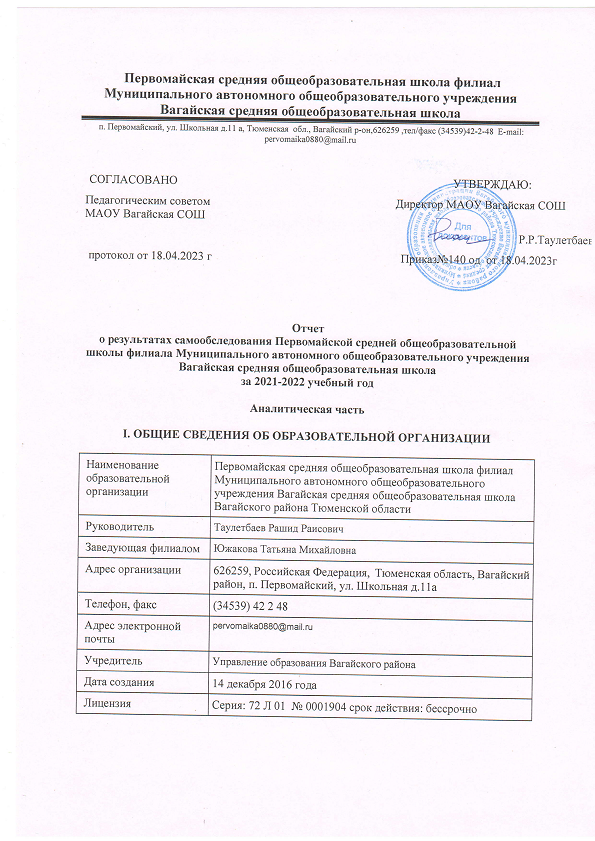 Первомайская средняя общеобразовательная школа филиал
Муниципального автономного общеобразовательного учреждения
Вагайская средняя общеобразовательная школа
п. Первомайский, ул. Школьная д.11 а, Тюменская обл., Вагайский р-он,626259 ,тел/факс (34539)42-2-48 E-mail:
pervomaika0880@mail.ru
СОГЛАСОВАНО
УТВЕРЖДАЮ:
Педагогическим советом
Директор МАОУ Вагайская СОШ
МАОУ Вагайская СОШ
Для
документов
Р.Р.Таулетбаев
протокол от 18.04.2023 г
Приказ№140 од от 18.04.2023г
Отчет
о результатах самообследования Первомайской средней общеобразовательной
школы филиала Муниципального автономного общеобразовательного учреждения
Вагайская средняя общеобразовательная школа
за 2021-2022 учебный год
Аналитическая часть
I. ОБЩИЕ СВЕДЕНИЯ ОБ ОБРАЗОВАТЕЛЬНОЙ ОРГАНИЗАЦИИ
Наименование
образовательной
организации
Первомайская средняя общеобразовательная школа филиал
Муниципального автономного общеобразовательного
учреждения Вагайская средняя общеобразовательная школа
Вагайского района Тюменской области
Руководитель
Таулетбаев Рашид Раисович
Заведующая филиалом
Южакова Татьяна Михайловна
Адрес организации
626259, Российская Федерация, Тюменская область, Вагайский
район, п. Первомайский, ул. Школьная д.11а
Телефон, факс
(34539) 42 2 48
Адрес электронной
почты
pervomaika0880@mail.ru
Учредитель
Управление образования Вагайского района
Дата создания
14 декабря 2016 года
Лицензия
Серия: 72 Л 01 № 0001904 срок действия: бессрочно